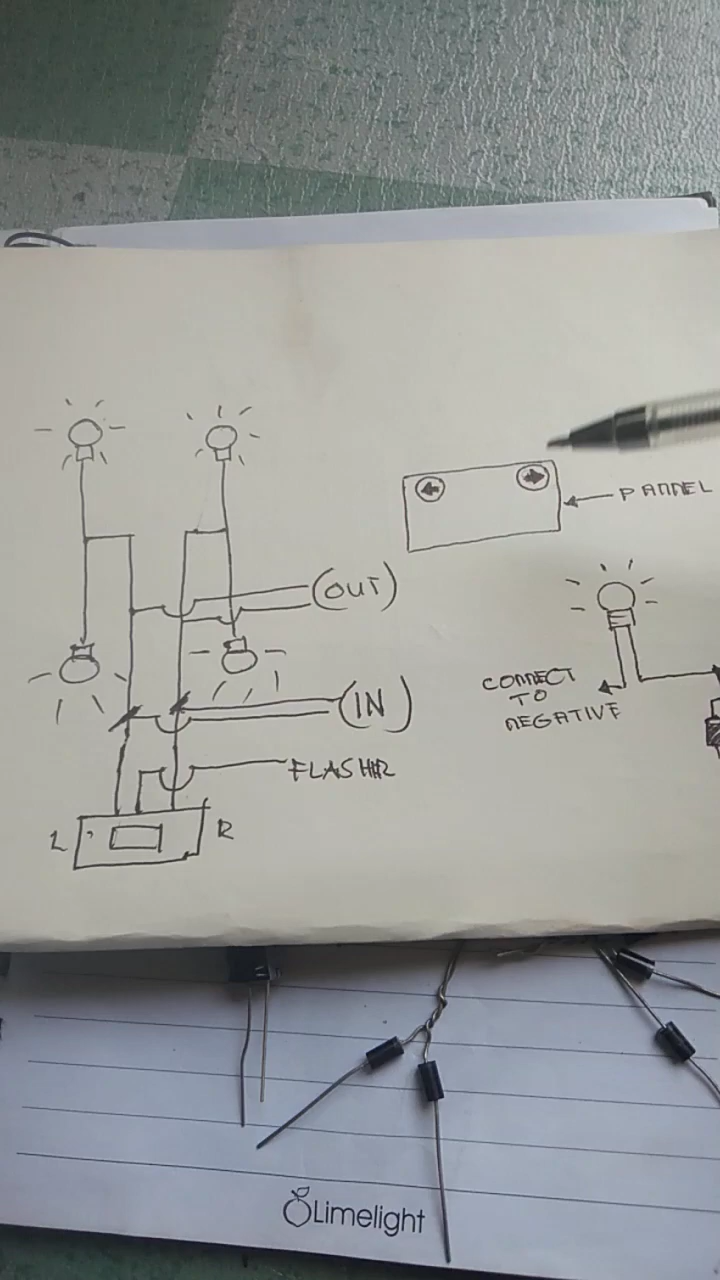 (OUT)
PANNEL
CONNECT
TO
NEGATIVE
(IN)
FLASHER
L
R
Limelight